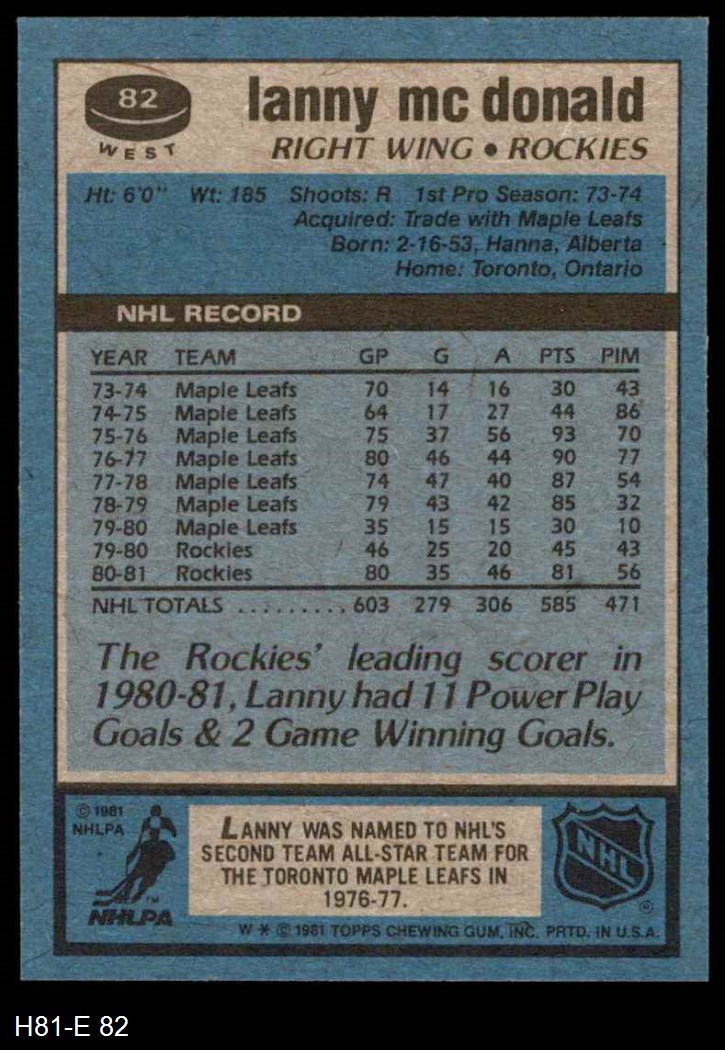 82
WEST
lanny mc donald
RIGHT WING • ROCKIES
Ht: 6'0" Wt: 185 Shoots: R 1st Pro Season: 73-74
Acquired: Trade with Maple Leafs
Born: 2-16-53, Hanna, Alberta
Home: Toronto, Ontario
NHL RECORD
YEAR TEAM GP G A PTS PIM
73-74 Maple Leafs 70 14 16 30 43
74-75 Maple Leafs 64 17 27 44 86
75-76 Maple Leafs 75 37 56 93 70
76-77 Maple Leafs 80 46 44 90 77
77-78 Maple Leafs 74 47 40 87 54
78-79 Maple Leafs 79 43 42 85 32
79-80 Maple Leafs 35 15 15 30 10
79-80 Rockies 46 25 20 45 43
80-81 Rockies 80 35 46 81 56
NHL TOTALS .......... 603 279 306 585 471
The Rockies' leading scorer in
1980-81, Lanny had 11 Power Play
Goals & 2 Game Winning Goals.
© 1981
NHLPA
TM
NHLPA
LANNY WAS NAMED TO NHL'S
SECOND TEAM ALL-STAR TEAM FOR
THE TORONTO MAPLE LEAFS IN
1976-77.
NHL
®
W * © 1981 TOPPS CHEWING GUM, INC. PRTD. IN U.S.A.
H81-E 82